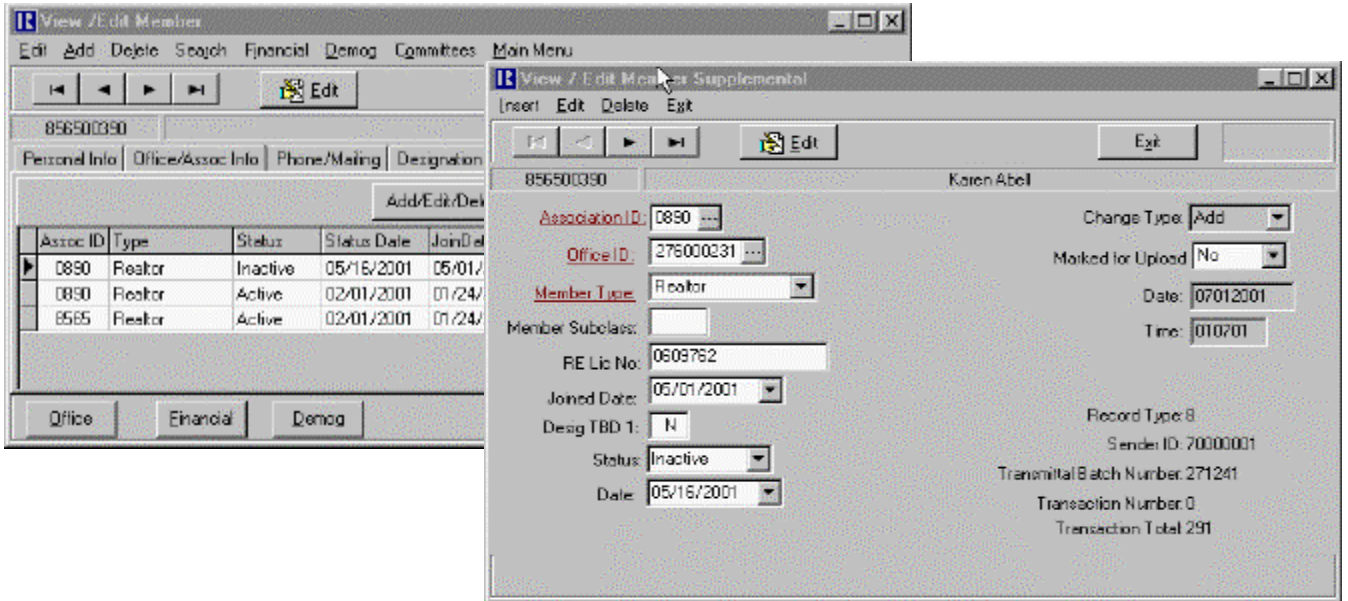 View / Edit Member
Edit Add Delete Search Financial Demog Committees Main Menu
Edit
856500390
Personal Info Office/Assoc Info Phone/Mailing Designation
Add/Edit/Del
Assoc ID Type Status Status Date JoinDat
0890 Realtor Inactive 05/16/2001 05/01/
0890 Realtor Active 02/01/2001 01/24/
8565 Realtor Active 02/01/2001 01/24/
Office Financial Demog
View / Edit Member Supplemental
Insert Edit Delete Exit
Edit Exit
856500390 Karen Abell
Association ID: 0890 ...
Office ID: 276000231 ...
Member Type: Realtor
Member Subclass:
RE Lic No: 0609762
Joined Date: 05/01/2001
Desig TBD 1: N
Status: Inactive
Date: 05/16/2001
Change Type: Add
Marked for Upload No
Date: 07012001
Time: 010701
Record Type: 8
Sender ID: 70000001
Transmittal Batch Number: 271241
Transaction Number: 0
Transaction Total: 291